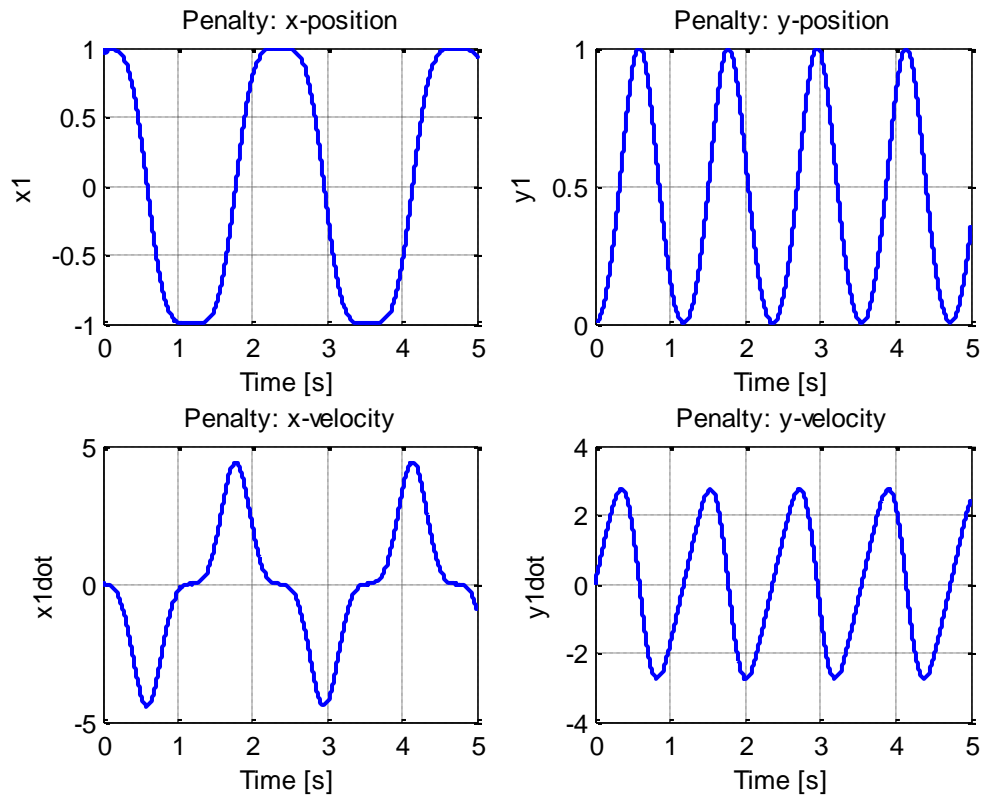 Penalty: x-position
1
0.5
0
-0.5
-1
x1
0 1 2 3 4 5
Time [s]
Penalty: y-position
1
0.5
0
y1
0 1 2 3 4 5
Time [s]
Penalty: x-velocity
5
0
-5
x1dot
0 1 2 3 4 5
Time [s]
Penalty: y-velocity
4
2
0
-2
-4
y1dot
0 1 2 3 4 5
Time [s]